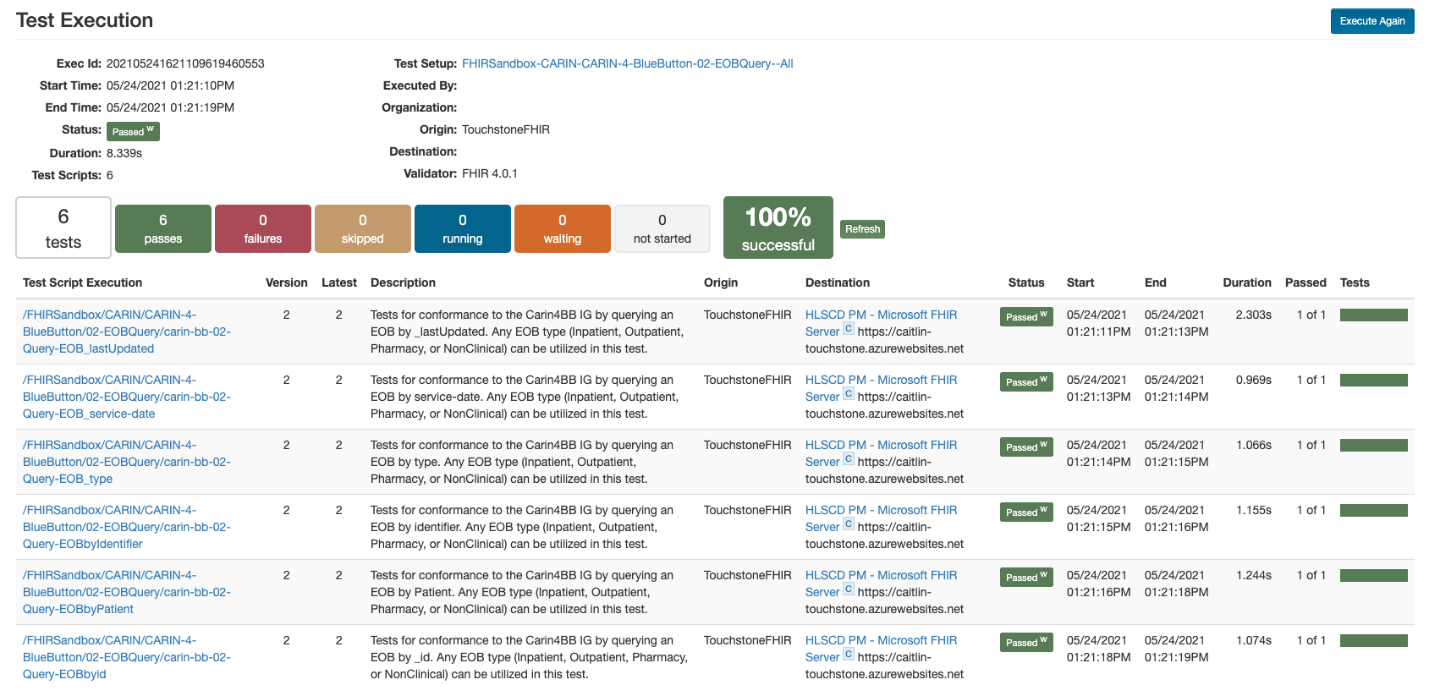 Test Execution
Execute Again
Exec Id: 20210524162110961946 0553
Start Time: 05/24/2021 01:21:10PM
End Time: 05/24/2021 01:21:19PM
Status: Passed W
Duration: 8.339s
Test Scripts: 6
Test Setup: FHIRSandbox-CARIN-CARIN-4-BlueButton-02-EOBQuery--All
Executed By:
Organization:
Origin: TouchstoneFHIR
Destination:
Validator: FHIR 4.0.1
6 tests
6 passes
0 failures
0 skipped
0 running
0 waiting
0 not started
100% successful
Refresh
Test Script Execution Version Latest Description Origin Destination Status Start End Duration Passed Tests
/FHIRSandbox/CARIN/CARIN-4- 2 2 Tests for conformance to the Carin4BB IG by querying an TouchstoneFHIR HLSCD PM - Microsoft FHIR Passed W 05/24/2021 05/24/2021 2.303s 1 of 1
BlueButton/02-EOBQuery/carin-bb-02- EOB by _lastUpdated. Any EOB type (Inpatient, Outpatient, Server C https://caitlin- 01:21:11PM 01:21:13PM
Query-EOB_lastUpdated Pharmacy, or NonClinical) can be utilized in this test. touchstone.azurewebsites.net
/FHIRSandbox/CARIN/CARIN-4- 2 2 Tests for conformance to the Carin4BB IG by querying an TouchstoneFHIR HLSCD PM - Microsoft FHIR Passed W 05/24/2021 05/24/2021 0.969s 1 of 1
BlueButton/02-EOBQuery/carin-bb-02- EOB by service-date. Any EOB type (Inpatient, Outpatient, Server C https://caitlin- 01:21:13PM 01:21:14PM
Query-EOB_service-date Pharmacy, or NonClinical) can be utilized in this test. touchstone.azurewebsites.net
/FHIRSandbox/CARIN/CARIN-4- 2 2 Tests for conformance to the Carin4BB IG by querying an TouchstoneFHIR HLSCD PM - Microsoft FHIR Passed W 05/24/2021 05/24/2021 1.066s 1 of 1
BlueButton/02-EOBQuery/carin-bb-02- EOB by type. Any EOB type (Inpatient, Outpatient, Server C https://caitlin- 01:21:14PM 01:21:15PM
Query-EOB_type Pharmacy, or NonClinical) can be utilized in this test. touchstone.azurewebsites.net
/FHIRSandbox/CARIN/CARIN-4- 2 2 Tests for conformance to the Carin4BB IG by querying an TouchstoneFHIR HLSCD PM - Microsoft FHIR Passed W 05/24/2021 05/24/2021 1.155s 1 of 1
BlueButton/02-EOBQuery/carin-bb-02- EOB by identifier. Any EOB type (Inpatient, Outpatient, Server C https://caitlin- 01:21:15PM 01:21:16PM
Query-EOBbyIdentifier Pharmacy, or NonClinical) can be utilized in this test. touchstone.azurewebsites.net
/FHIRSandbox/CARIN/CARIN-4- 2 2 Tests for conformance to the Carin4BB IG by querying an TouchstoneFHIR HLSCD PM - Microsoft FHIR Passed W 05/24/2021 05/24/2021 1.244s 1 of 1
BlueButton/02-EOBQuery/carin-bb-02- EOB by Patient. Any EOB type (Inpatient, Outpatient, Server C https://caitlin- 01:21:16PM 01:21:18PM
Query-EOBbyPatient Pharmacy, or NonClinical) can be utilized in this test. touchstone.azurewebsites.net
/FHIRSandbox/CARIN/CARIN-4- 2 2 Tests for conformance to the Carin4BB IG by querying an TouchstoneFHIR HLSCD PM - Microsoft FHIR Passed W 05/24/2021 05/24/2021 1.074s 1 of 1
BlueButton/02-EOBQuery/carin-bb-02- EOB by _id. Any EOB type (Inpatient, Outpatient, Pharmacy, Server C https://caitlin- 01:21:18PM 01:21:19PM
Query-EOBbyid or NonClinical) can be utilized in this test. touchstone.azurewebsites.net